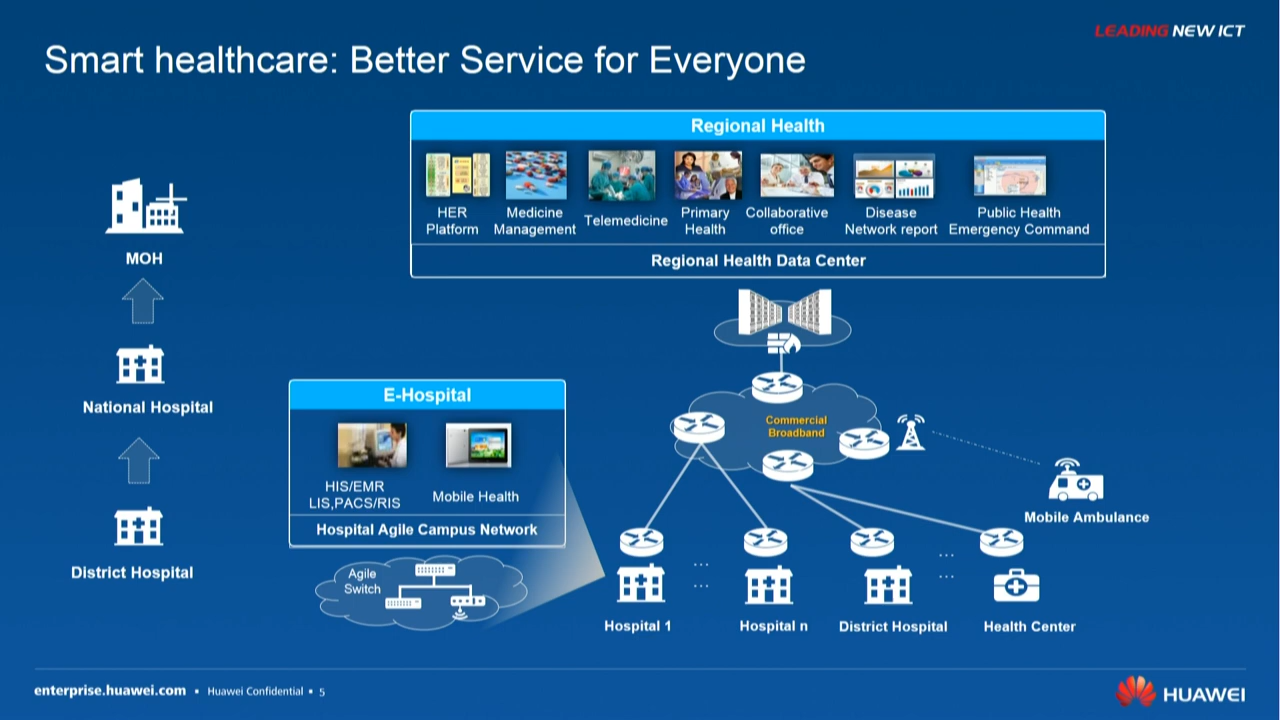 LEADING NEW ICT
Smart healthcare: Better Service for Everyone
Regional Health
HER
Platform
Medicine
Management
Telemedicine
Primary
Health
Collaborative
office
Disease
Network report
Public Health
Emergency Command
Regional Health Data Center
MOH
National Hospital
District Hospital
E-Hospital
HIS/EMR
LIS,PACS/RIS
Mobile Health
Hospital Agile Campus Network
Agile
Switch
Commercial
Broadband
Mobile Ambulance
...
...
...
...
Hospital 1
Hospital n
District Hospital
Health Center
enterprise.huawei.com ▪ Huawei Confidential ▪ 5
HUAWEI